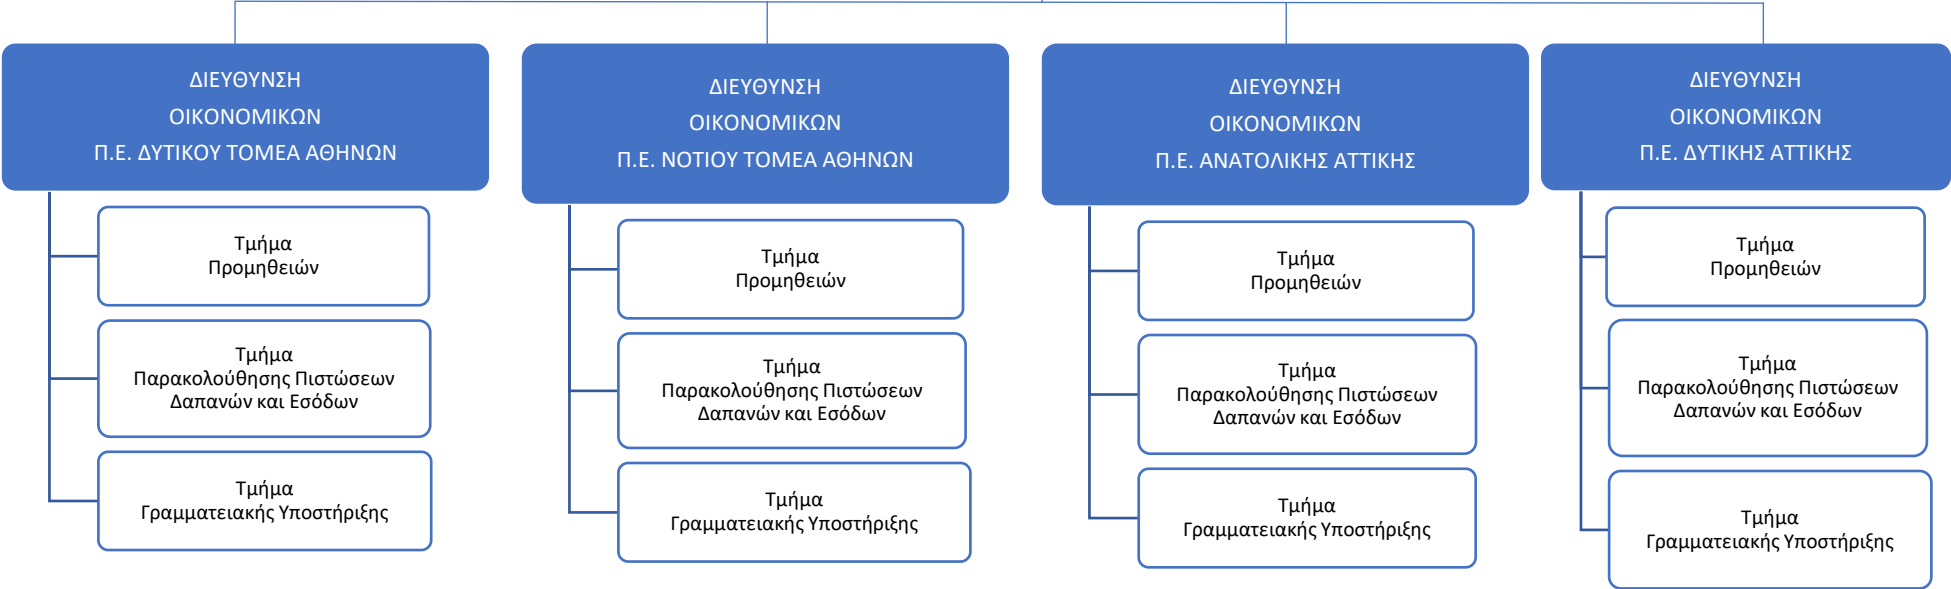 ΔΙΕΥΘΥΝΣΗ
ΟΙΚΟΝΟΜΙΚΩΝ
Π.Ε. ΔΥΤΙΚΟΥ ΤΟΜΕΑ ΑΘΗΝΩΝ
Τμήμα
Προμηθειών
Τμήμα
Παρακολούθησης Πιστώσεων
Δαπανών και Εσόδων
Τμήμα
Γραμματειακής Υποστήριξης
ΔΙΕΥΘΥΝΣΗ
ΟΙΚΟΝΟΜΙΚΩΝ
Π.Ε. ΝΟΤΙΟΥ ΤΟΜΕΑ ΑΘΗΝΩΝ
Τμήμα
Προμηθειών
Τμήμα
Παρακολούθησης Πιστώσεων
Δαπανών και Εσόδων
Τμήμα
Γραμματειακής Υποστήριξης
ΔΙΕΥΘΥΝΣΗ
ΟΙΚΟΝΟΜΙΚΩΝ
Π.Ε. ΑΝΑΤΟΛΙΚΗΣ ΑΤΤΙΚΗΣ
Τμήμα
Προμηθειών
Τμήμα
Παρακολούθησης Πιστώσεων
Δαπανών και Εσόδων
Τμήμα
Γραμματειακής Υποστήριξης
ΔΙΕΥΘΥΝΣΗ
ΟΙΚΟΝΟΜΙΚΩΝ
Π.Ε. ΔΥΤΙΚΗΣ ΑΤΤΙΚΗΣ
Τμήμα
Προμηθειών
Τμήμα
Παρακολούθησης Πιστώσεων
Δαπανών και Εσόδων
Τμήμα
Γραμματειακής Υποστήριξης